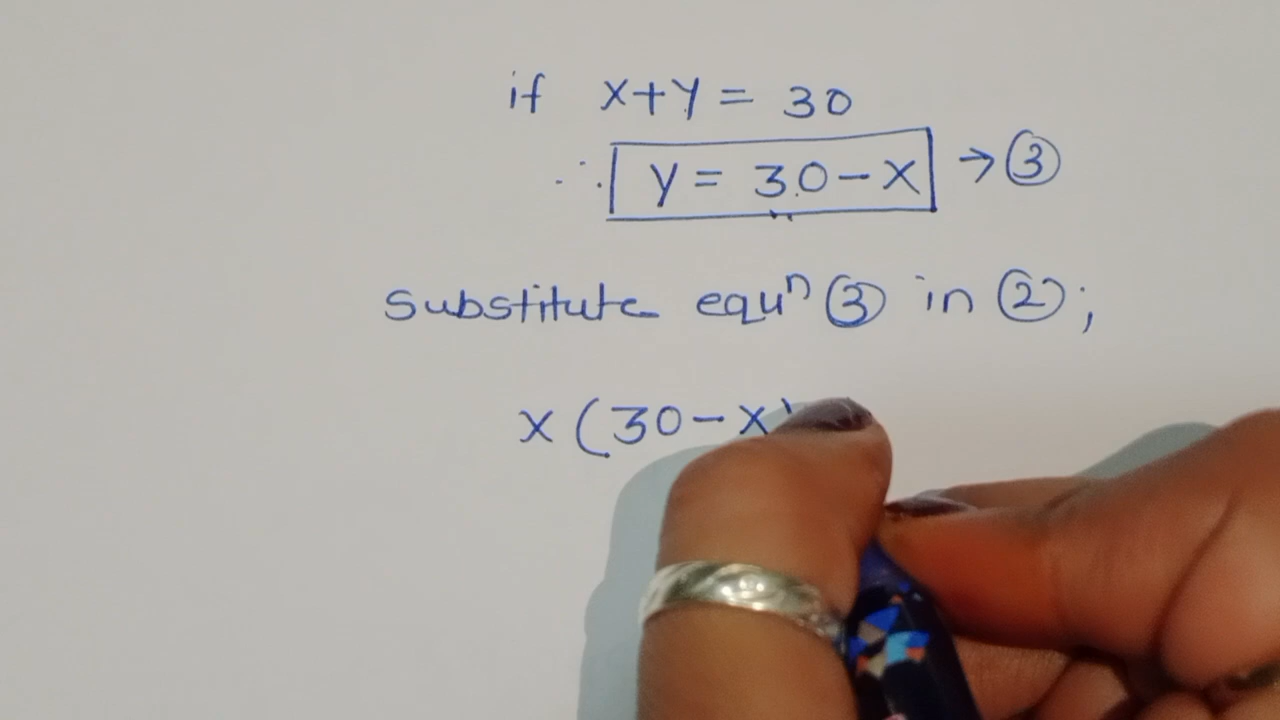 if x+y = 30
∴ y = 30-x → ③
Substitute equⁿ ③ in ②;
x(30-x)